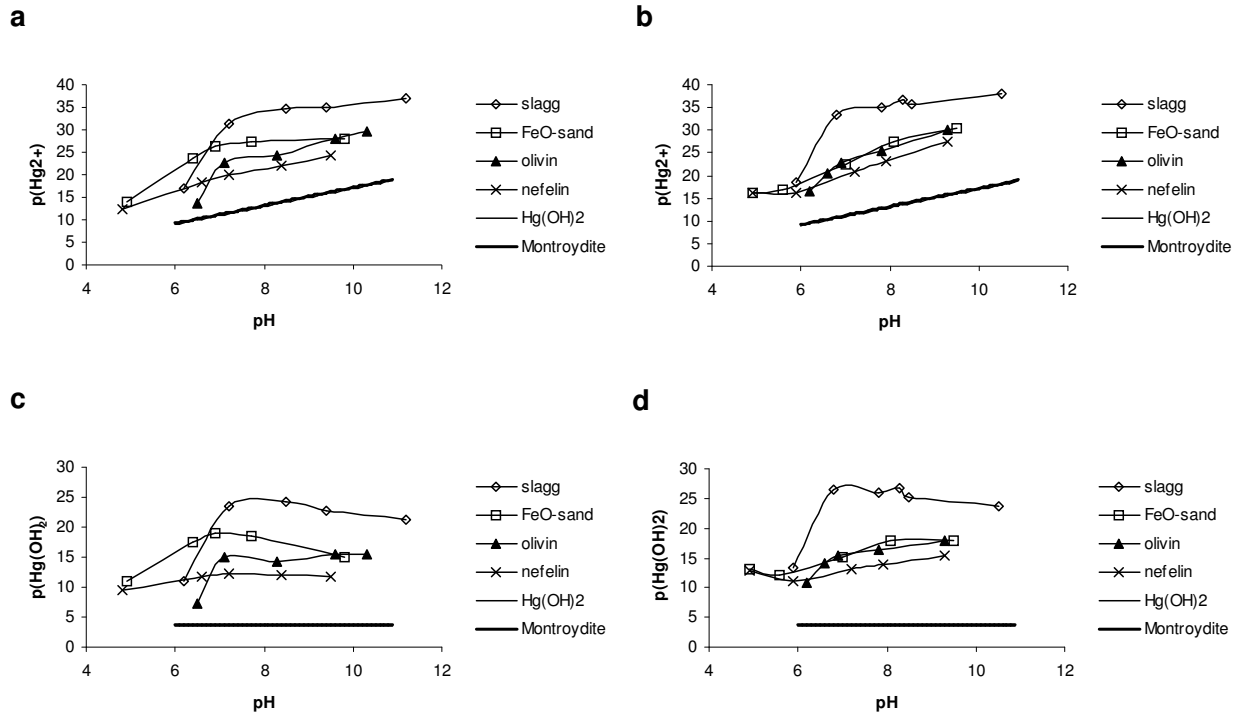 a
40
35
30
25
20
15
10
5
0
p(Hg2+)
4 6 8 10 12
pH
slagg
FeO-sand
olivin
nefelin
Hg(OH)2
Montroydite
b
40
35
30
25
20
15
10
5
0
p(Hg2+)
4 6 8 10 12
pH
slagg
FeO-sand
olivin
nefelin
Hg(OH)2
Montroydite
c
30
25
20
15
10
5
0
p(Hg(OH)2)
4 6 8 10 12
pH
slagg
FeO-sand
olivin
nefelin
Hg(OH)2
Montroydite
d
30
25
20
15
10
5
0
p(Hg(OH)2)
4 6 8 10 12
pH
slagg
FeO-sand
olivin
nefelin
Hg(OH)2
Montroydite